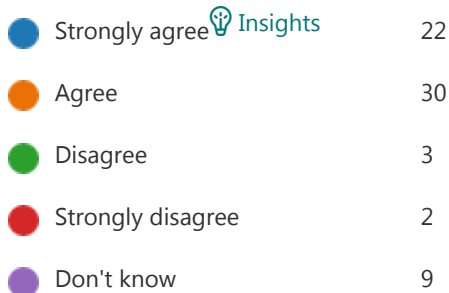 Strongly agree Insights 22
Agree 30
Disagree 3
Strongly disagree 2
Don't know 9